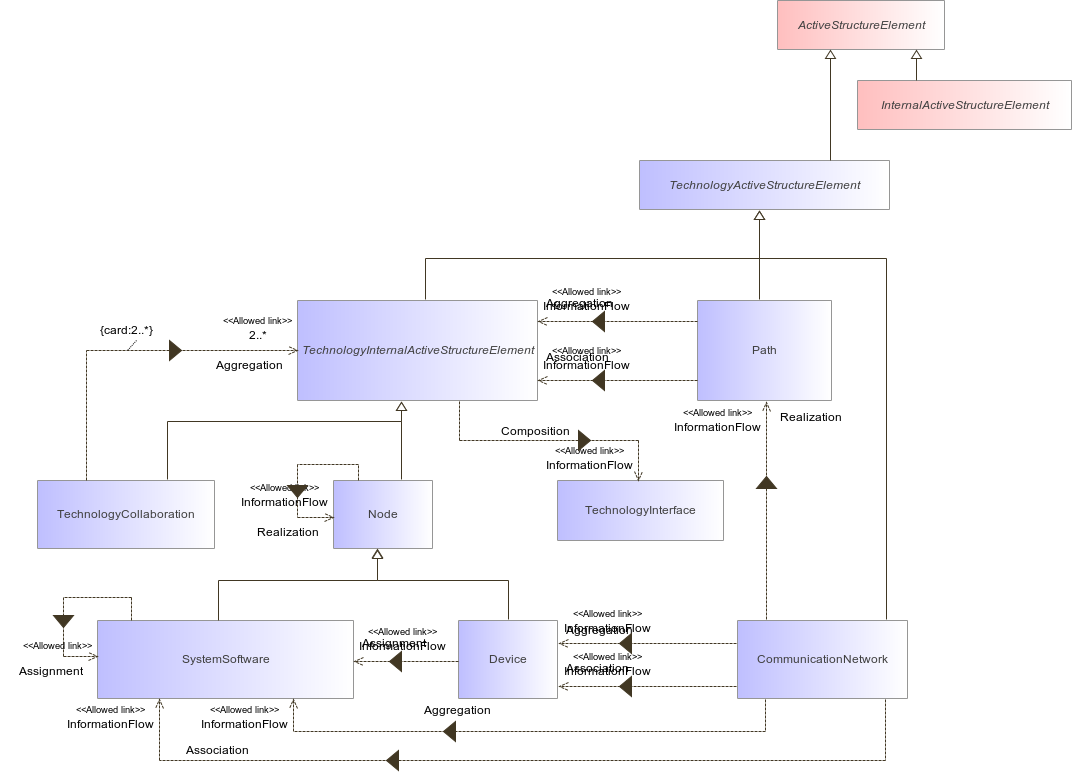 ActiveStructureElement
InternalActiveStructureElement
TechnologyActiveStructureElement
<<Allowed link>>
Aggregation
InformationFlow
{card:2..*}
<<Allowed link>>
2..*
Aggregation
TechnologyInternalActiveStructureElement
<<Allowed link>>
Association
InformationFlow
Path
<<Allowed link>>
InformationFlow
Realization
Composition
<<Allowed link>>
InformationFlow
<<Allowed link>>
InformationFlow
Realization
TechnologyCollaboration
Node
TechnologyInterface
<<Allowed link>>
Assignment
SystemSoftware
<<Allowed link>>
Assignment
InformationFlow
Device
<<Allowed link>>
InformationFlow
Aggregation
<<Allowed link>>
Association
InformationFlow
CommunicationNetwork
<<Allowed link>>
InformationFlow
<<Allowed link>>
InformationFlow
Aggregation
Association